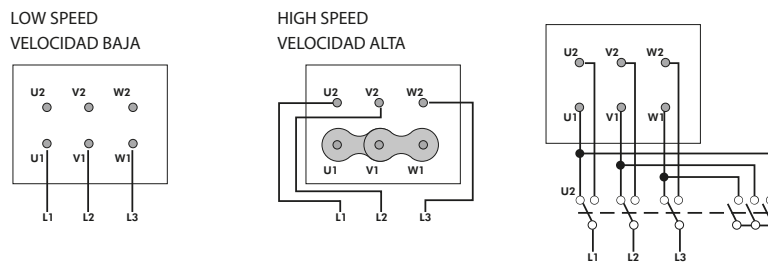 LOW SPEED
VELOCIDAD BAJA
U2 V2 W2
U1 V1 W1
L1 L2 L3
HIGH SPEED
VELOCIDAD ALTA
U2 V2 W2
U1 V1 W1
L1 L2 L3
U2 V2 W2
U1 V1 W1
U2
L1 L2 L3